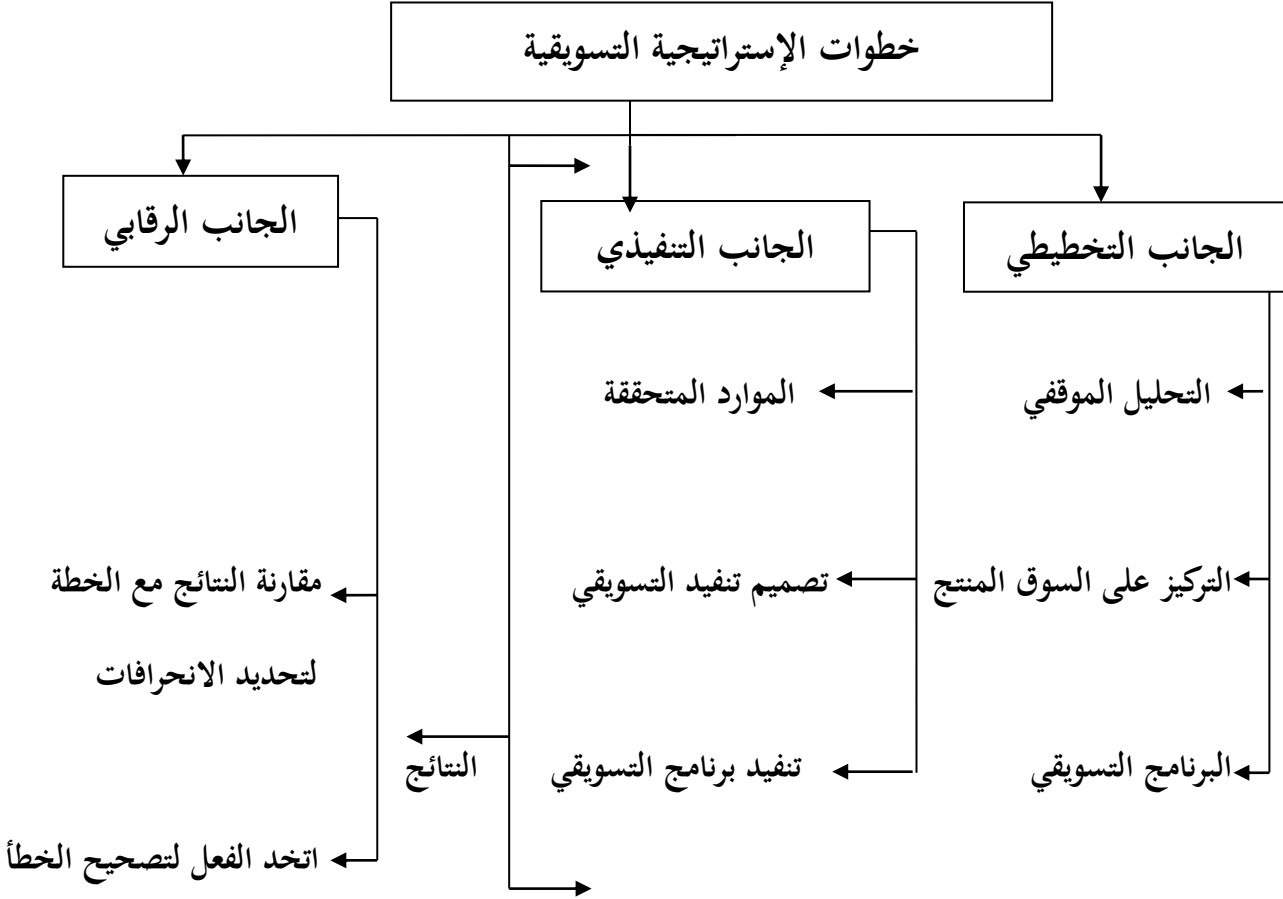 خطوات الإستراتيجية التسويقية
الجانب التخطيطي
الجانب التنفيذي
الجانب الرقابي
التحليل الموقفي
الموارد المتحققة
التركيز على السوق المنتج
تصميم تنفيد التسويقي
مقارنة النتائج مع الخطة
لتحديد الانحرافات
البرنامج التسويقي
تنفيد برنامج التسويقي
النتائج
اتخد الفعل لتصحيح الخطأ